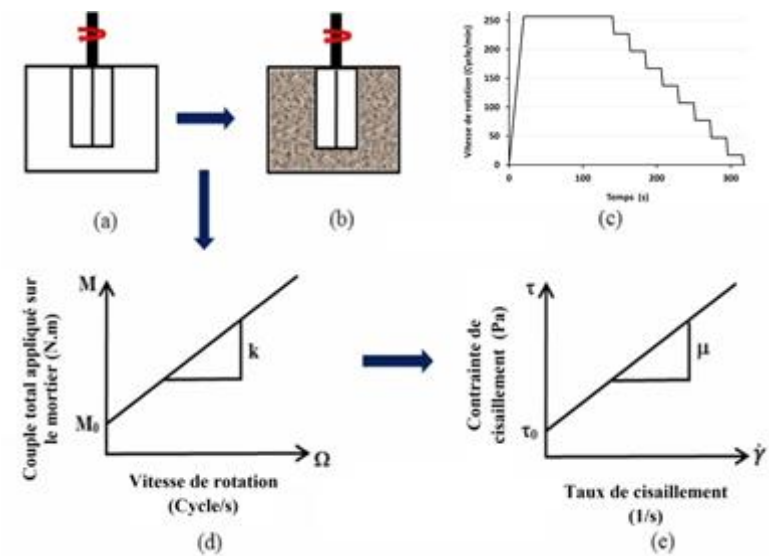 (a)
(b)
Vitesse de rotation (Cycle/min)
250
200
150
100
50
0
0 100 200 300
Temps (s)
(c)
Couple total appliqué sur
le mortier (N.m)
M
k
M0
Ω
Vitesse de rotation
(Cycle/s)
(d)
Contrainte de
cisaillement (Pa)
τ
μ
τ0
γ̇
Taux de cisaillement
(1/s)
(e)